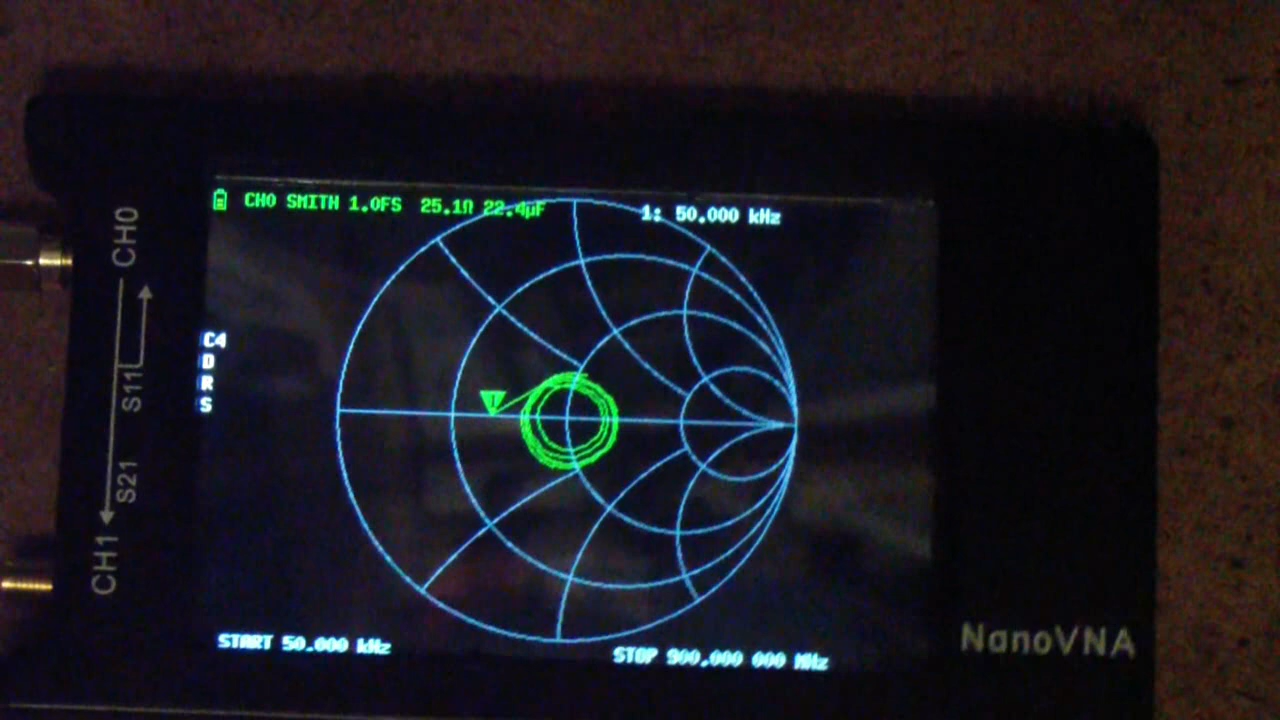 CH0 SMITH 1.0FS 25.1Ω 22.4µF
1: 50.000 kHz
C4
D
R
S
START 50.000 kHz
STOP 900.000 000 MHz
CH0
S11
S21
CH1
1
NanoVNA